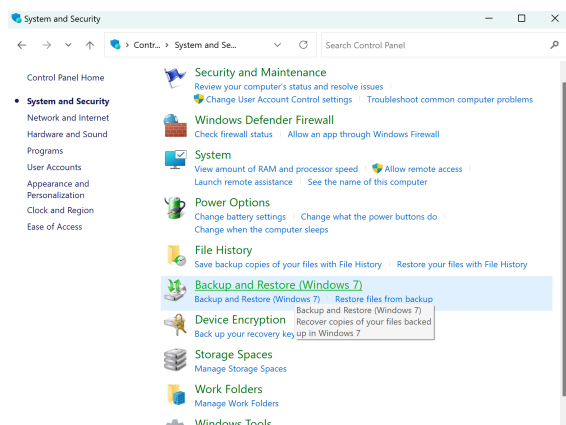 System and Security
Contr... > System and Se...
Search Control Panel
Control Panel Home
System and Security
Network and Internet
Hardware and Sound
Programs
User Accounts
Appearance and
Personalization
Clock and Region
Ease of Access
Security and Maintenance
Review your computer's status and resolve issues
Change User Account Control settings
Troubleshoot common computer problems
Windows Defender Firewall
Check firewall status
Allow an app through Windows Firewall
System
View amount of RAM and processor speed
Allow remote access
Launch remote assistance
See the name of this computer
Power Options
Change battery settings
Change what the power buttons do
Change when the computer sleeps
File History
Save backup copies of your files with File History
Restore your files with File History
Backup and Restore (Windows 7)
Backup and Restore (Windows 7)
Restore files from backup
Backup and Restore (Windows 7)
Recover copies of your files backed
up in Windows 7
Device Encryption
Back up your recovery key
Storage Spaces
Manage Storage Spaces
Work Folders
Manage Work Folders
Windows Tools